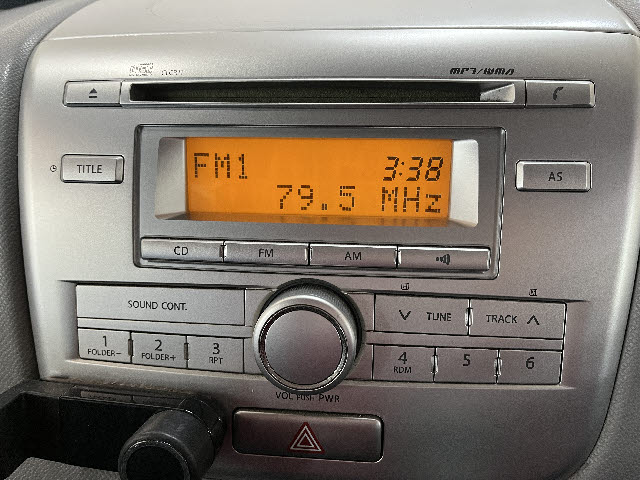 MP3/WMA
TITLE
FM1 3:38
79.5 MHz
AS
CD FM AM
SOUND CONT.
TUNE TRACK
1 2 3
FOLDER- FOLDER+ RPT
4 5 6
RDM
VOL PUSH PWR